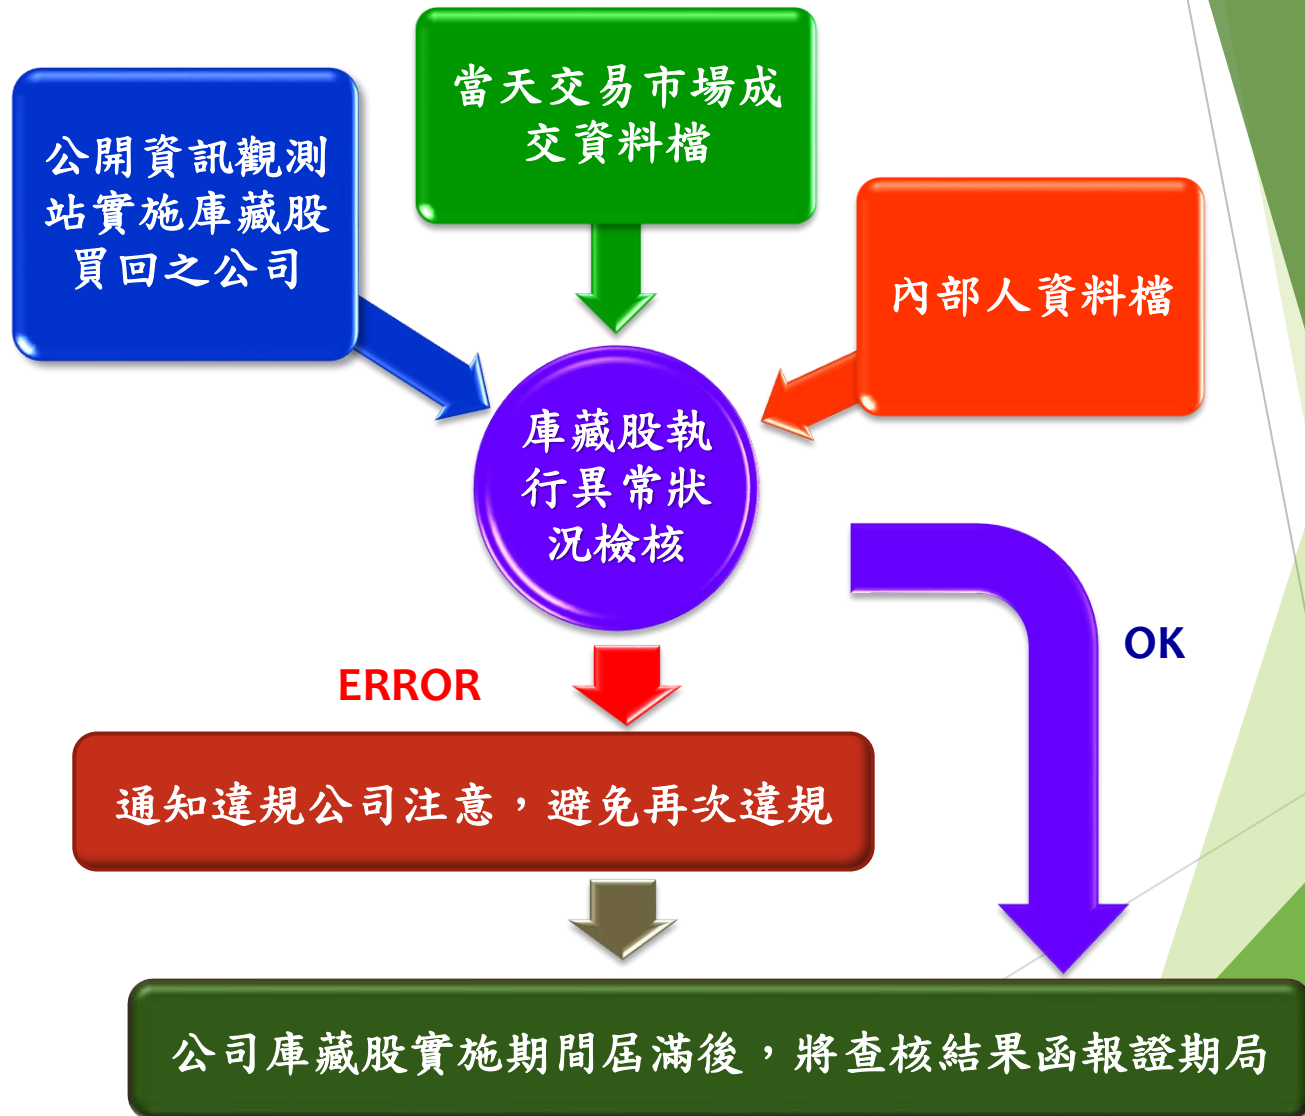 當天交易市場成
交資料檔
公開資訊觀測
站實施庫藏股
買回之公司
內部人資料檔
庫藏股執
行異常狀
況檢核
OK
ERROR
通知違規公司注意，避免再次違規
公司庫藏股實施期間屆滿後，將查核結果函報證期局